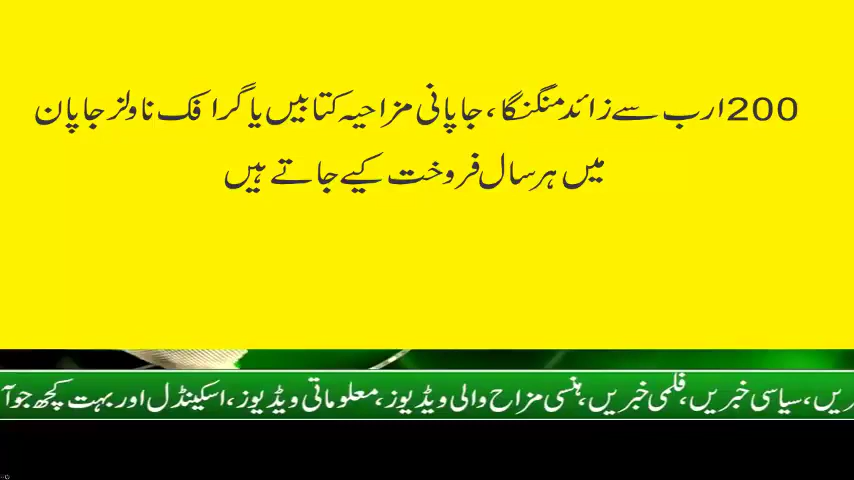 200 ارب سے زائد منگنگا، جاپانی مزاحیہ کتابیں یا گرافک ناولز جاپان
میں ہر سال فروخت کیے جاتے ہیں
ریں، سیاسی خبریں، فلمی خبریں، ہنسی مزاح والی ویڈیوز، معلوماتی ویڈیوز، اسکینڈل اور بہت کچھ جو آ